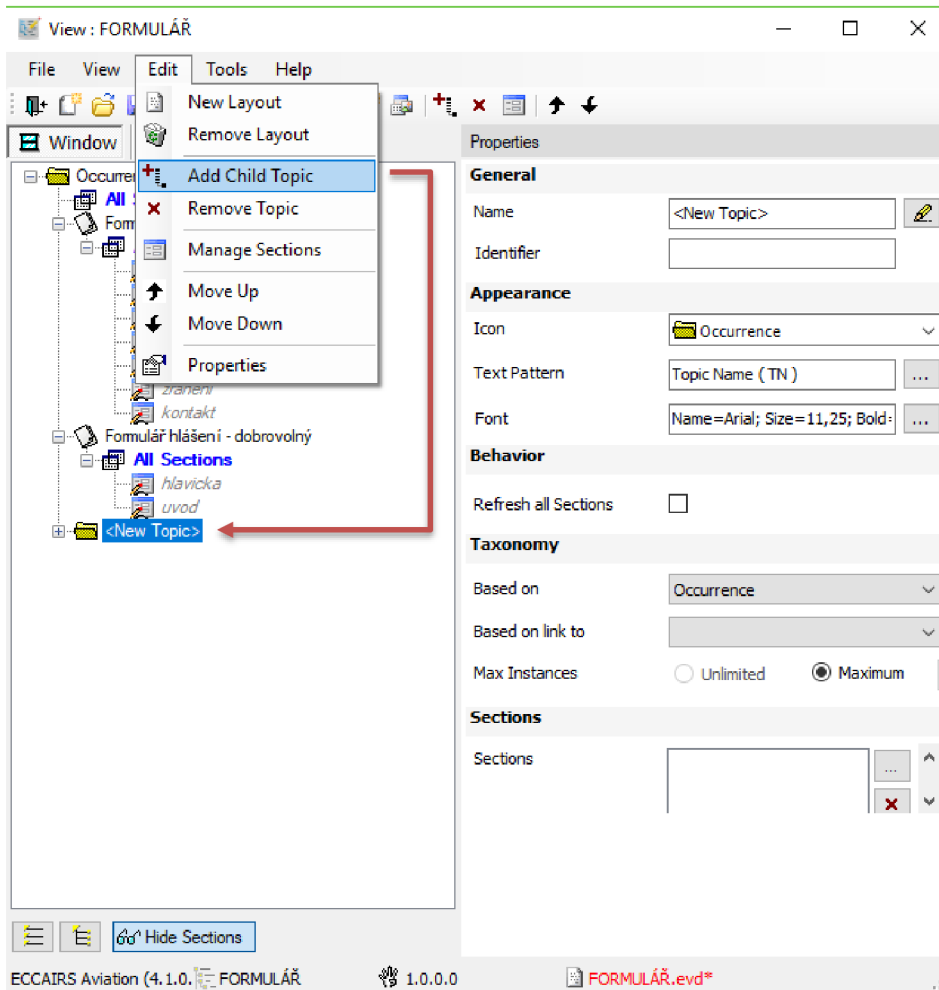 View : FORMULÁŘ
File View Edit Tools Help
New Layout
Remove Layout
Add Child Topic
Remove Topic
Manage Sections
Move Up
Move Down
Properties
Window
All
zranění
kontakt
Formulář hlášení - dobrovolný
All Sections
hlavicka
uvod
<New Topic>
Hide Sections
Properties
General
Name <New Topic>
Identifier
Appearance
Icon Occurrence
Text Pattern Topic Name ( TN ) ...
Font Name=Arial; Size=11,25; Bold= ...
Behavior
Refresh all Sections
Taxonomy
Based on Occurrence
Based on link to
Max Instances Unlimited Maximum
Sections
Sections ...
ECCAIRS Aviation (4.1.0. FORMULÁŘ 1.0.0.0 FORMULÁŘ.evd*